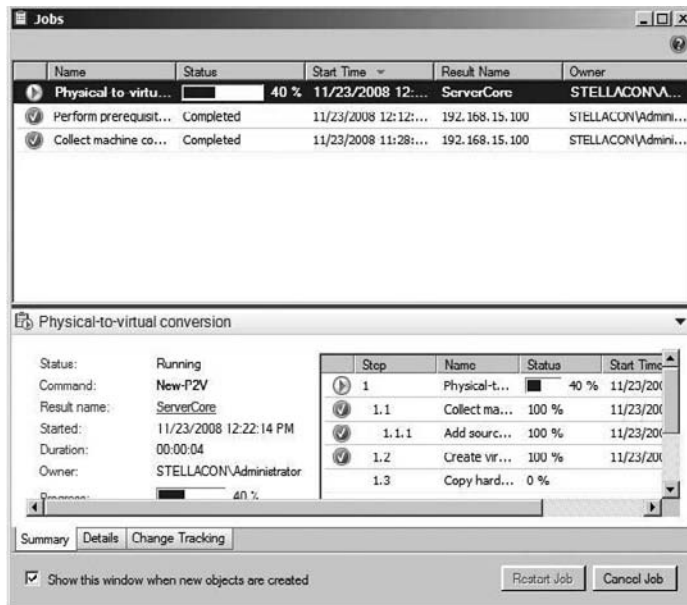 Jobs
Name Status Start Time Result Name Owner
Physical-to-virtu... 40 % 11/23/2008 12:... ServerCore STELLACON\A...
Perform prerequisit... Completed 11/23/2008 12:12:... 192.168.15.100 STELLACON\Admini...
Collect machine co... Completed 11/23/2008 11:28:... 192.168.15.100 STELLACON\Admini...
Physical-to-virtual conversion
Status: Running
Command: New-P2V
Result name: ServerCore
Started: 11/23/2008 12:22:14 PM
Duration: 00:00:04
Owner: STELLACON\Administrator
Progress: 40 %
Step Name Status Start Time
1 Physical-t... 40 % 11/23/200
1.1 Collect ma... 100 % 11/23/200
1.1.1 Add sourc... 100 % 11/23/200
1.2 Create vir... 100 % 11/23/200
1.3 Copy hard... 0 %
Summary Details Change Tracking
Show this window when new objects are created
Restart Job Cancel Job